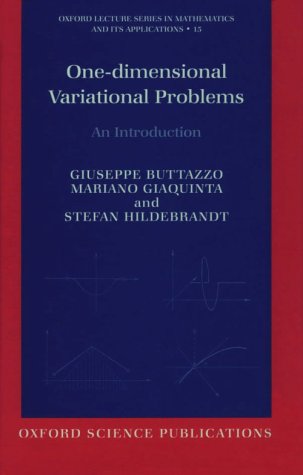 OXFORD LECTURE SERIES IN MATHEMATICS
AND ITS APPLICATIONS • 15
One-dimensional
Variational Problems
An Introduction
GIUSEPPE BUTTAZZO
MARIANO GIAQUINTA
and
STEFAN HILDEBRANDT
OXFORD SCIENCE PUBLICATIONS